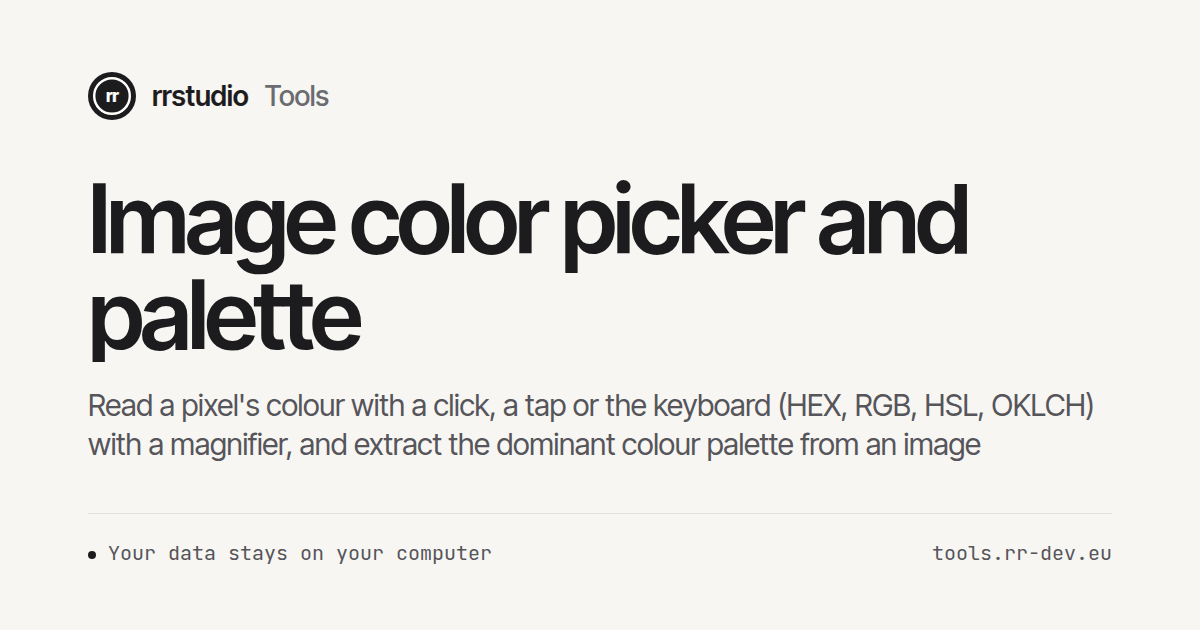 rr rrstudio Tools
Image color picker and
palette
Read a pixel's colour with a click, a tap or the keyboard (HEX, RGB, HSL, OKLCH)
with a magnifier, and extract the dominant colour palette from an image
Your data stays on your computer
tools.rr-dev.eu